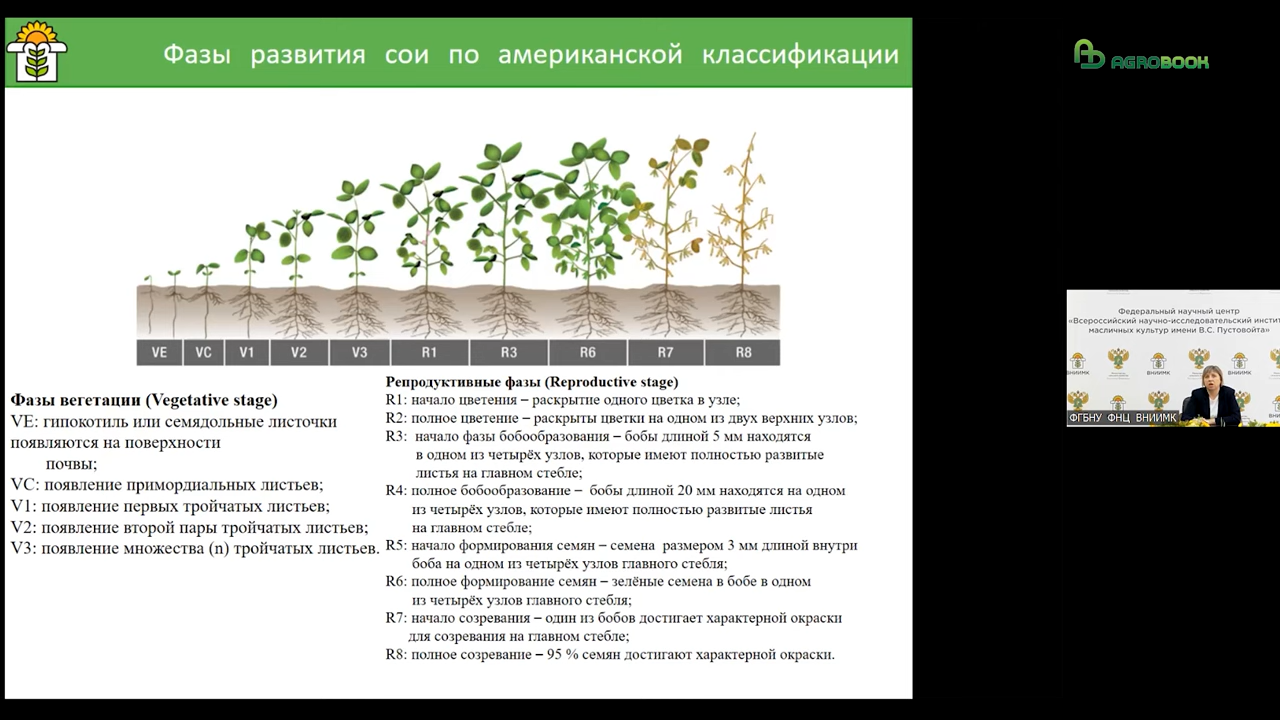 Фазы развития сои по американской классификации
AGROBOOK
VE VC V1 V2 V3 R1 R3 R6 R7 R8
Фазы вегетации (Vegetative stage)
VE: гипокотиль или семядольные листочки
появляются на поверхности
почвы;
VC: появление примордиальных листьев;
V1: появление первых тройчатых листьев;
V2: появление второй пары тройчатых листьев;
V3: появление множества (n) тройчатых листьев.
Репродуктивные фазы (Reproductive stage)
R1: начало цветения – раскрытие одного цветка в узле;
R2: полное цветение – раскрыты цветки на одном из двух верхних узлов;
R3: начало фазы бобообразования – бобы длиной 5 мм находятся
в одном из четырёх узлов, которые имеют полностью развитые
листья на главном стебле;
R4: полное бобообразование – бобы длиной 20 мм находятся на одном
из четырёх узлов, которые имеют полностью развитые листья
на главном стебле;
R5: начало формирования семян – семена размером 3 мм длиной внутри
боба на одном из четырёх узлов главного стебля;
R6: полное формирование семян – зелёные семена в бобе в одном
из четырёх узлов главного стебля;
R7: начало созревания – один из бобов достигает характерной окраски
для созревания на главном стебле;
R8: полное созревание – 95 % семян достигают характерной окраски.
Федеральный научный центр
«Всероссийский научно-исследовательский инсти
масличных культур имени В.С. Пустовойта»
ВНИИМК ВНИИМК ВНИИМК
ФГБНУ ФНЦ ВНИИМК